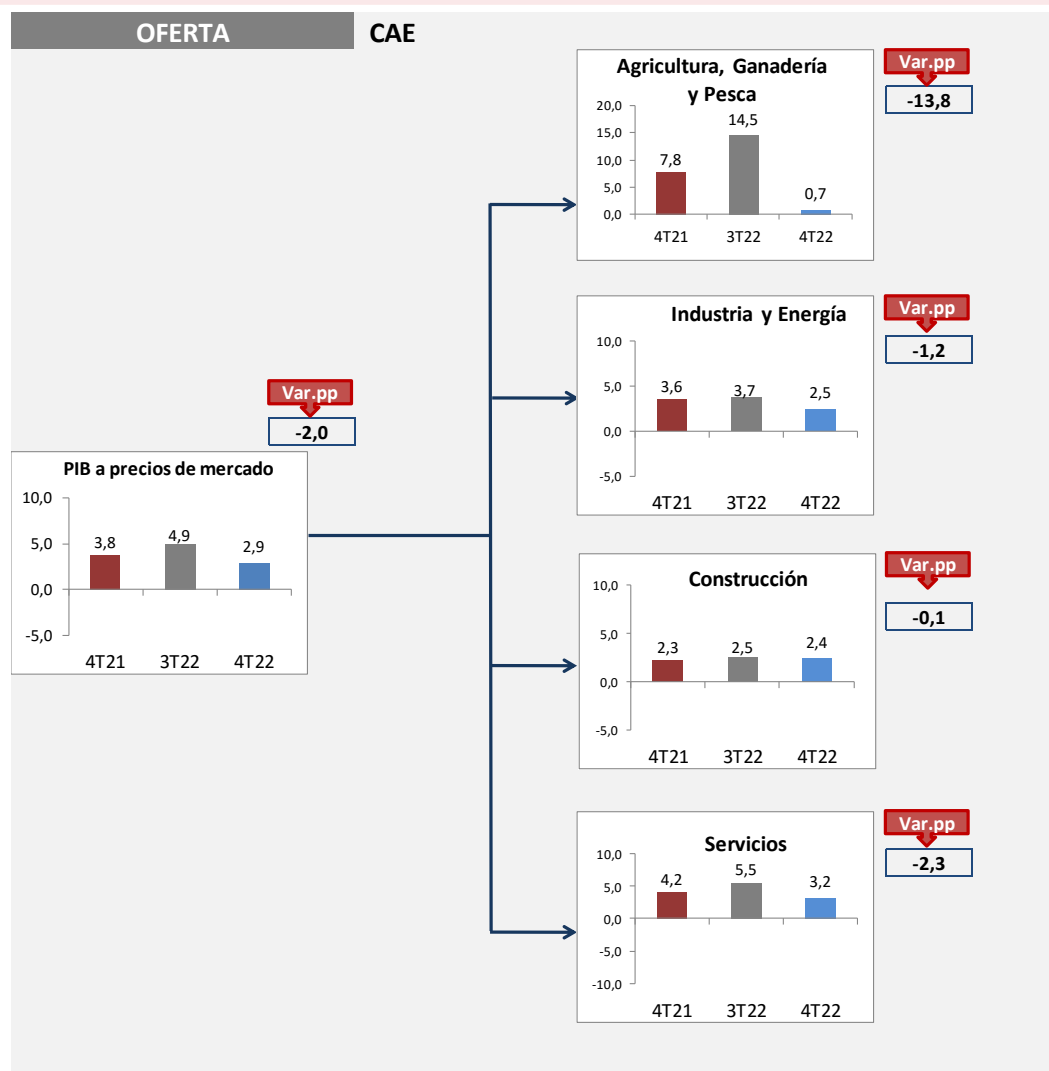 OFERTA
CAE
Agricultura, Ganadería
y Pesca
20,0
15,0
10,0
5,0
0,0
7,8
14,5
0,7
4T21 3T22 4T22
Var.pp
-13,8
Industria y Energía
10,0
5,0
0,0
-5,0
3,6
3,7
2,5
4T21 3T22 4T22
Var.pp
-1,2
Var.pp
-2,0
PIB a precios de mercado
10,0
5,0
0,0
-5,0
3,8
4,9
2,9
4T21 3T22 4T22
Construcción
10,0
5,0
0,0
-5,0
2,3
2,5
2,4
4T21 3T22 4T22
Var.pp
-0,1
Servicios
10,0
5,0
0,0
-5,0
-10,0
4,2
5,5
3,2
4T21 3T22 4T22
Var.pp
-2,3